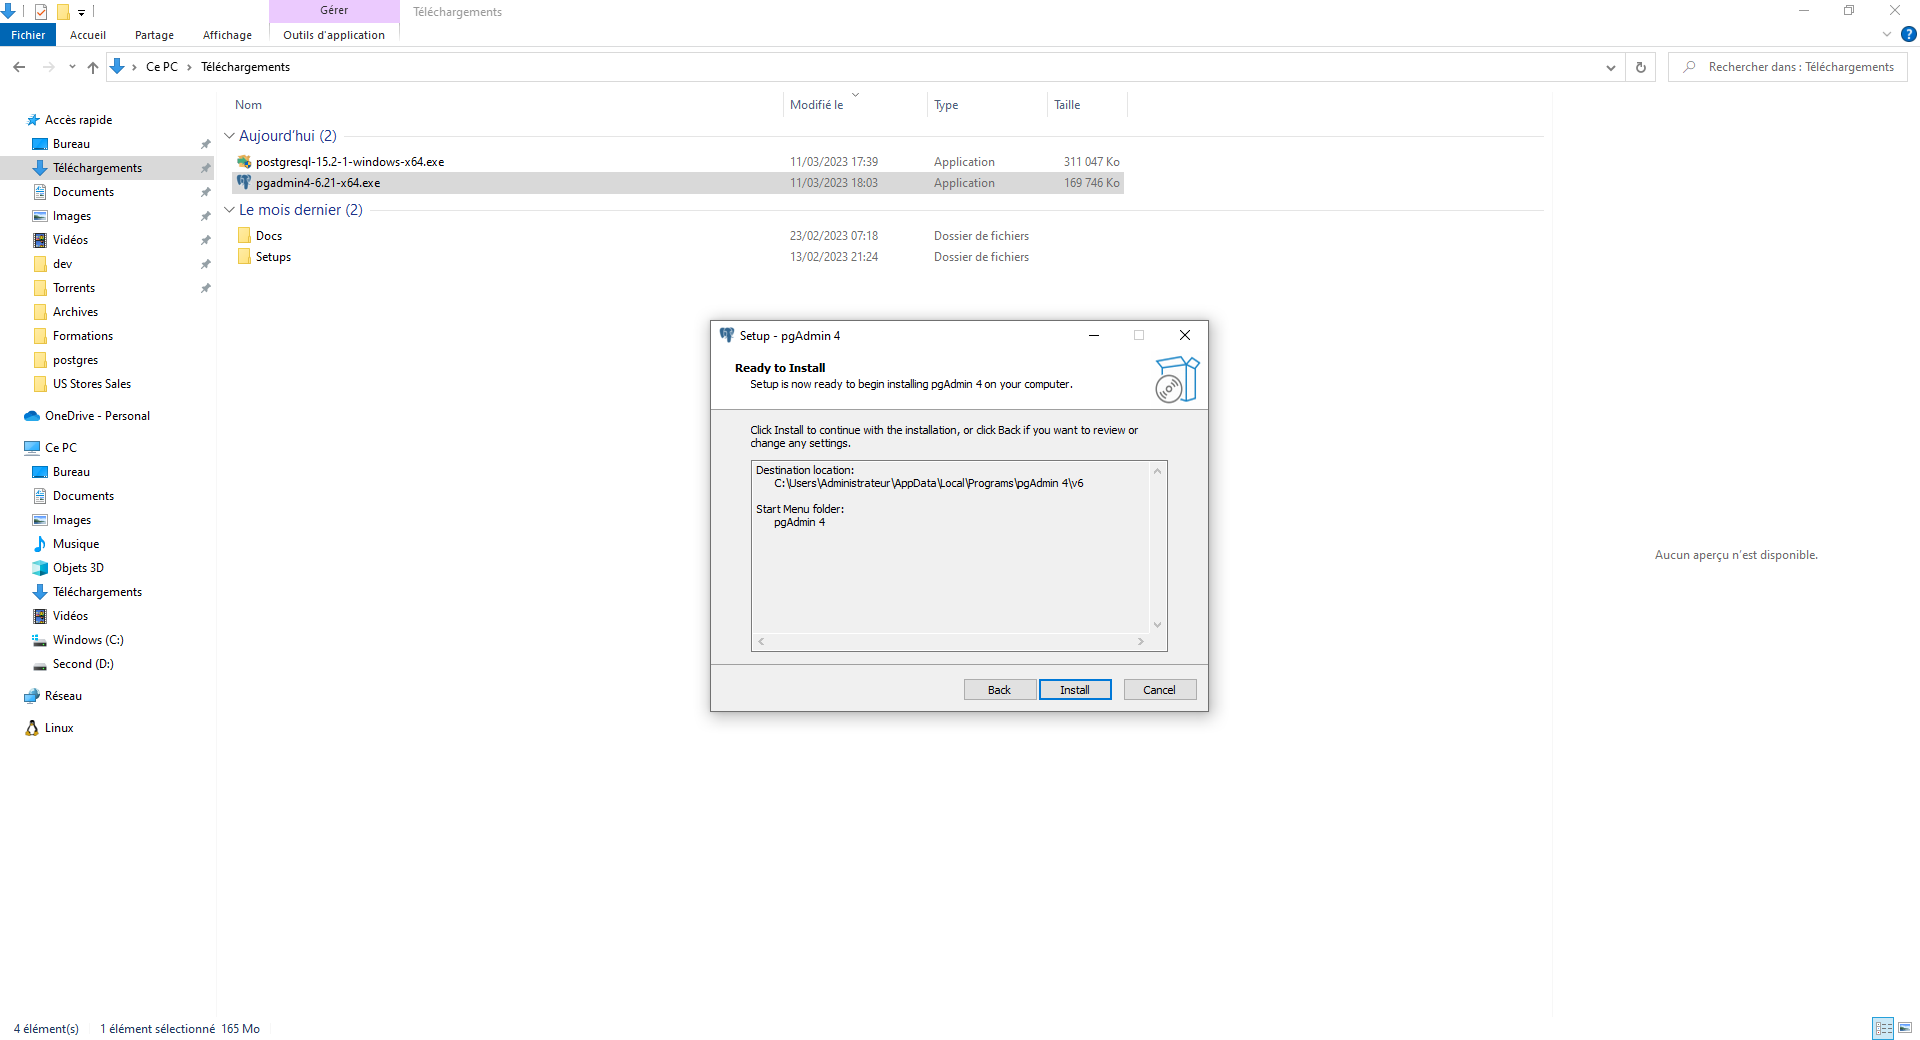 Gérer
Téléchargements
Fichier
Accueil
Partage
Affichage
Outils d'application
Ce PC
Téléchargements
Rechercher dans : Téléchargements
Nom
Modifié le
Type
Taille
Aujourd'hui (2)
postgresql-15.2-1-windows-x64.exe
11/03/2023 17:39
Application
311 047 Ko
pgadmin4-6.21-x64.exe
11/03/2023 18:03
Application
169 746 Ko
Le mois dernier (2)
Docs
23/02/2023 07:18
Dossier de fichiers
Setups
13/02/2023 21:24
Dossier de fichiers
Accès rapide
Bureau
Téléchargements
Documents
Images
Vidéos
dev
Torrents
Archives
Formations
postgres
US Stores Sales
OneDrive - Personal
Ce PC
Bureau
Documents
Images
Musique
Objets 3D
Téléchargements
Vidéos
Windows (C:)
Second (D:)
Réseau
Linux
Setup - pgAdmin 4
Ready to Install
Setup is now ready to begin installing pgAdmin 4 on your computer.
Click Install to continue with the installation, or click Back if you want to review or
change any settings.
Destination location:
C:\Users\Administrateur\AppData\Local\Programs\pgAdmin 4\v6
Start Menu folder:
pgAdmin 4
Back
Install
Cancel
Aucun aperçu n'est disponible.
4 élément(s)
1 élément sélectionné 165 Mo